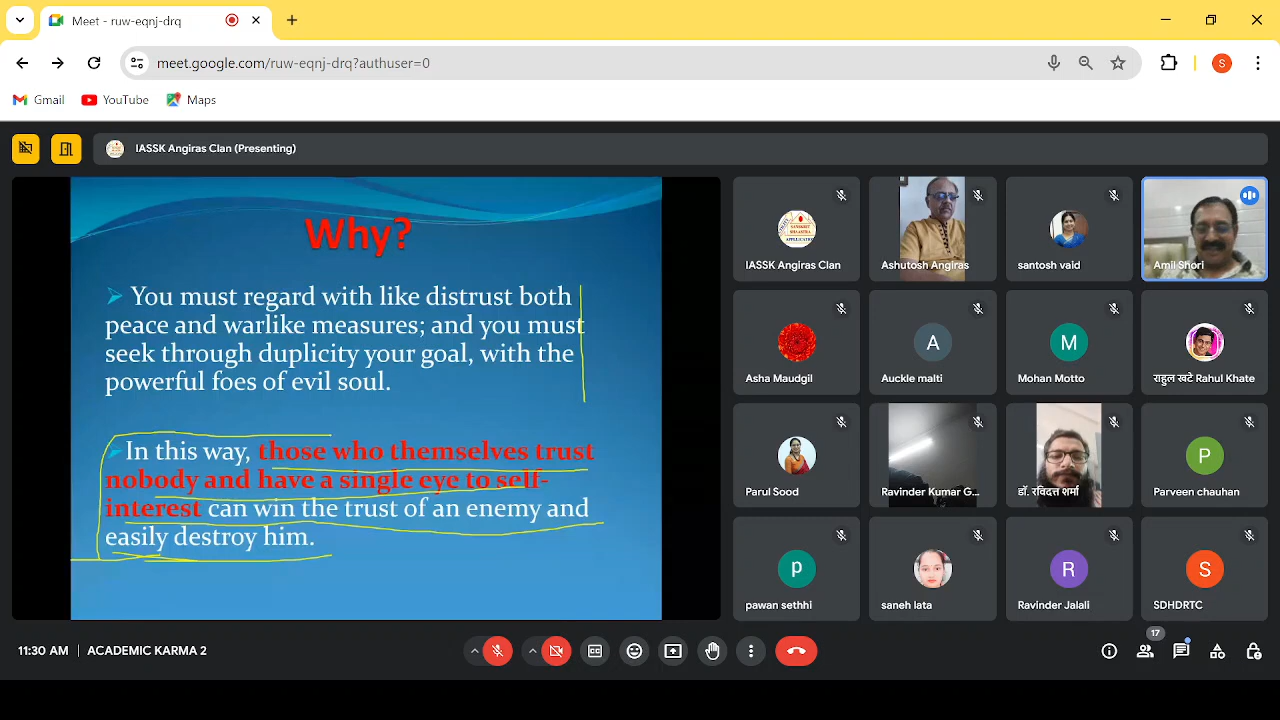 Meet - ruw-eqnj-drq
meet.google.com/ruw-eqnj-drq?authuser=0
S
Gmail
YouTube
Maps
IASSK Angiras Clan (Presenting)
Why?
You must regard with like distrust both
peace and warlike measures; and you must
seek through duplicity your goal, with the
powerful foes of evil soul.
In this way, those who themselves trust
nobody and have a single eye to self-
interest can win the trust of an enemy and
easily destroy him.
IASSK Angiras Clan
Ashutosh Angiras
santosh vaid
Amil Shori
Asha Maudgil
A
Auckle malti
M
Mohan Motto
राहुल खटे Rahul Khate
Parul Sood
Ravinder Kumar G...
डॉ. रविदत्त शर्मा
P
Parveen chauhan
p
pawan sethhi
saneh lata
R
Ravinder Jalali
S
SDHDRTC
11:30 AM
ACADEMIC KARMA 2
17